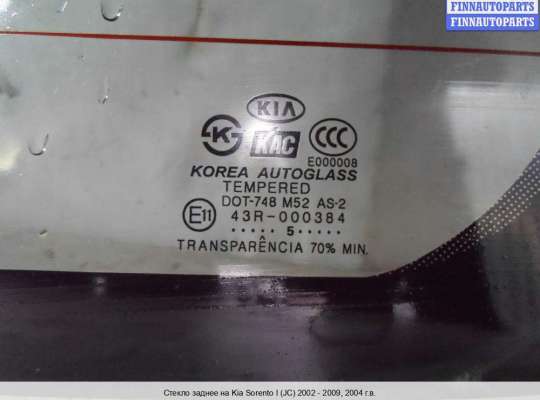 FINNAUTOPARTS
FINNAUTOPARTS
KIA
K KAC CCC
E000008
KOREA AUTOGLASS
TEMPERED
DOT-748 M52 AS-2
E11 43R-000384
..... 5 .....
TRANSPARÊNCIA 70% MIN.
Стекло заднее на Kia Sorento I (JC) 2002 - 2009, 2004 г.в.